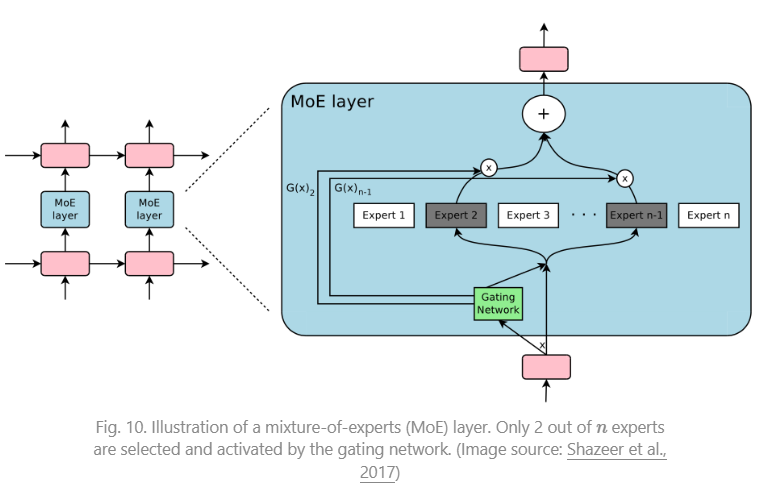 MoE layer
MoE
layer
MoE
layer
+
x
x
G(x)2
G(x)n-1
Expert 1
Expert 2
Expert 3
. . .
Expert n-1
Expert n
Gating
Network
x
Fig. 10. Illustration of a mixture-of-experts (MoE) layer. Only 2 out of n experts
are selected and activated by the gating network. (Image source: Shazeer et al.,
2017)